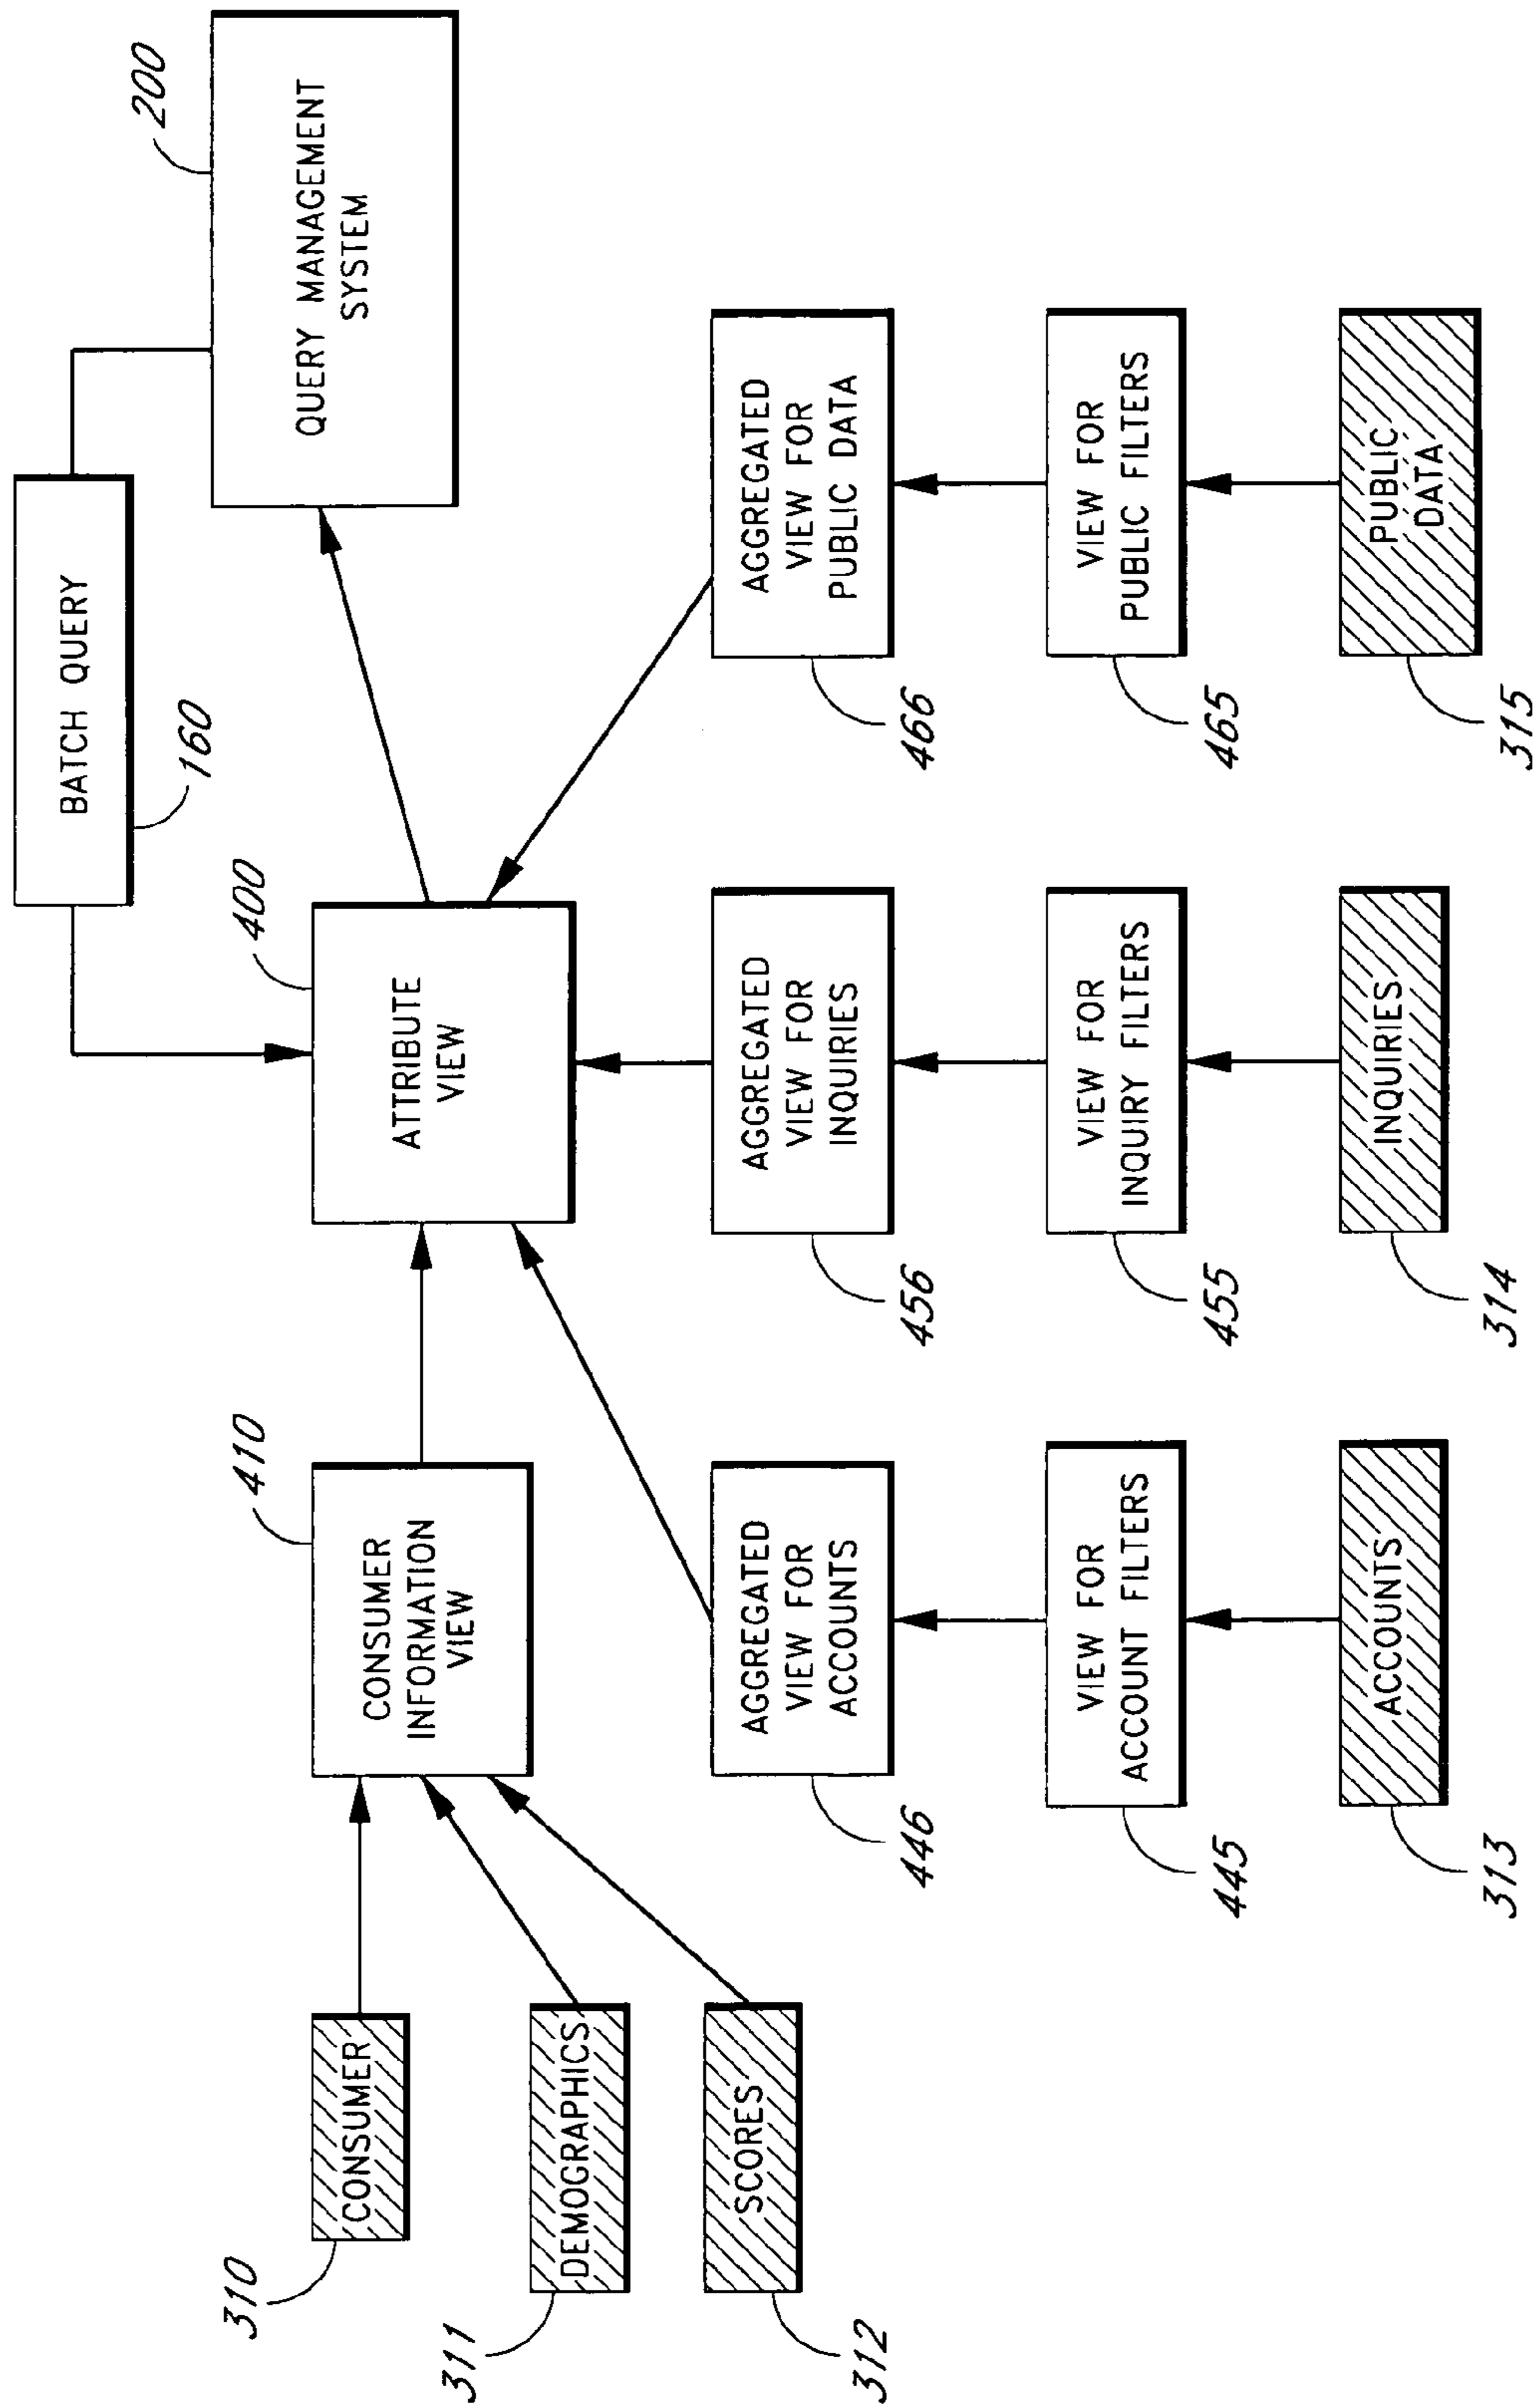 BATCH QUERY
160
200
QUERY MANAGEMENT
SYSTEM
400
ATTRIBUTE
VIEW
410
CONSUMER
INFORMATION
VIEW
310
CONSUMER
311
DEMOGRAPHICS
312
SCORES
AGGREGATED
VIEW FOR
ACCOUNTS
446
AGGREGATED
VIEW FOR
INQUIRIES
456
AGGREGATED
VIEW FOR
PUBLIC DATA
466
VIEW FOR
ACCOUNT FILTERS
445
VIEW FOR
INQUIRY FILTERS
455
VIEW FOR
PUBLIC FILTERS
465
ACCOUNTS
313
INQUIRIES
314
PUBLIC
DATA
315